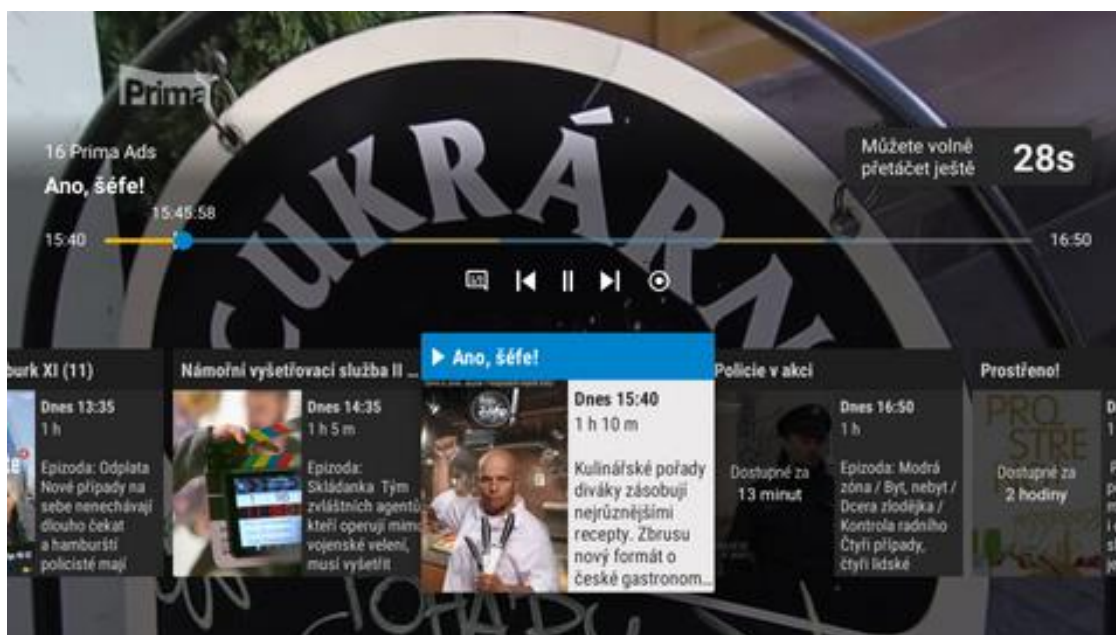 Prima
CUKRÁRN
16 Prima Ads
Ano, šéfe!
Můžete volně
přetáčet ještě
28s
15:45:58
15:40
16:50
burk XI (11)
Dnes 13:35
1 h
Epizoda: Odplata
Nové případy na
sebe nenechávají
dlouho čekat
a hamburští
policisté mají
Námořní vyšetřovací služba II ...
Dnes 14:35
1 h 5 m
Epizoda:
Skládanka Tým
zvláštních agentů
kteří operují mimo
vojenské velení,
musí vyšetřit
Ano, šéfe!
Dnes 15:40
1 h 10 m
Kulinářské pořady
diváky zásobují
nejrůznějšími
recepty. Zbrusu
nový formát o
české gastronom...
Policie v akci
Dostupné za
13 minut
Dnes 16:50
1 h
Epizoda: Modrá
zóna / Byt, nebyt /
Dcera zlodějka /
Kontrola radního
Čtyři případy,
čtyři lidské
Prostřeno!
PRO
STŘE
Dostupné za
2 hodiny